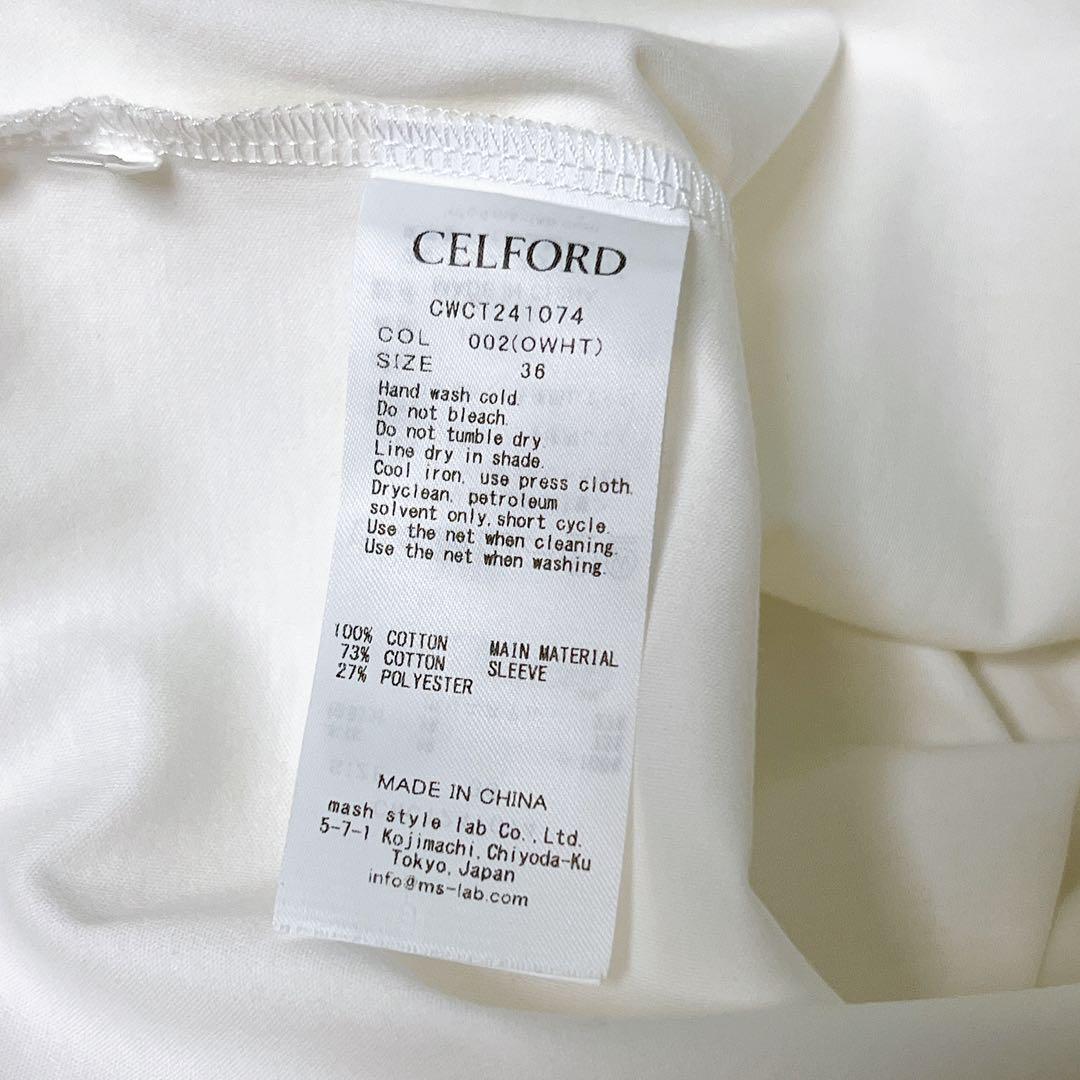 CELFORD
CWCT241074
COL 002(OWHT)
SIZE 36
Hand wash cold.
Do not bleach.
Do not tumble dry.
Line dry in shade.
Cool iron, use press cloth.
Dryclean, petroleum
solvent only, short cycle.
Use the net when cleaning.
Use the net when washing.
100% COTTON MAIN MATERIAL
73% COTTON SLEEVE
27% POLYESTER
MADE IN CHINA
mash style lab Co.,Ltd.
5-7-1 Kojimachi, Chiyoda-Ku
Tokyo, Japan
info@ms-lab.com